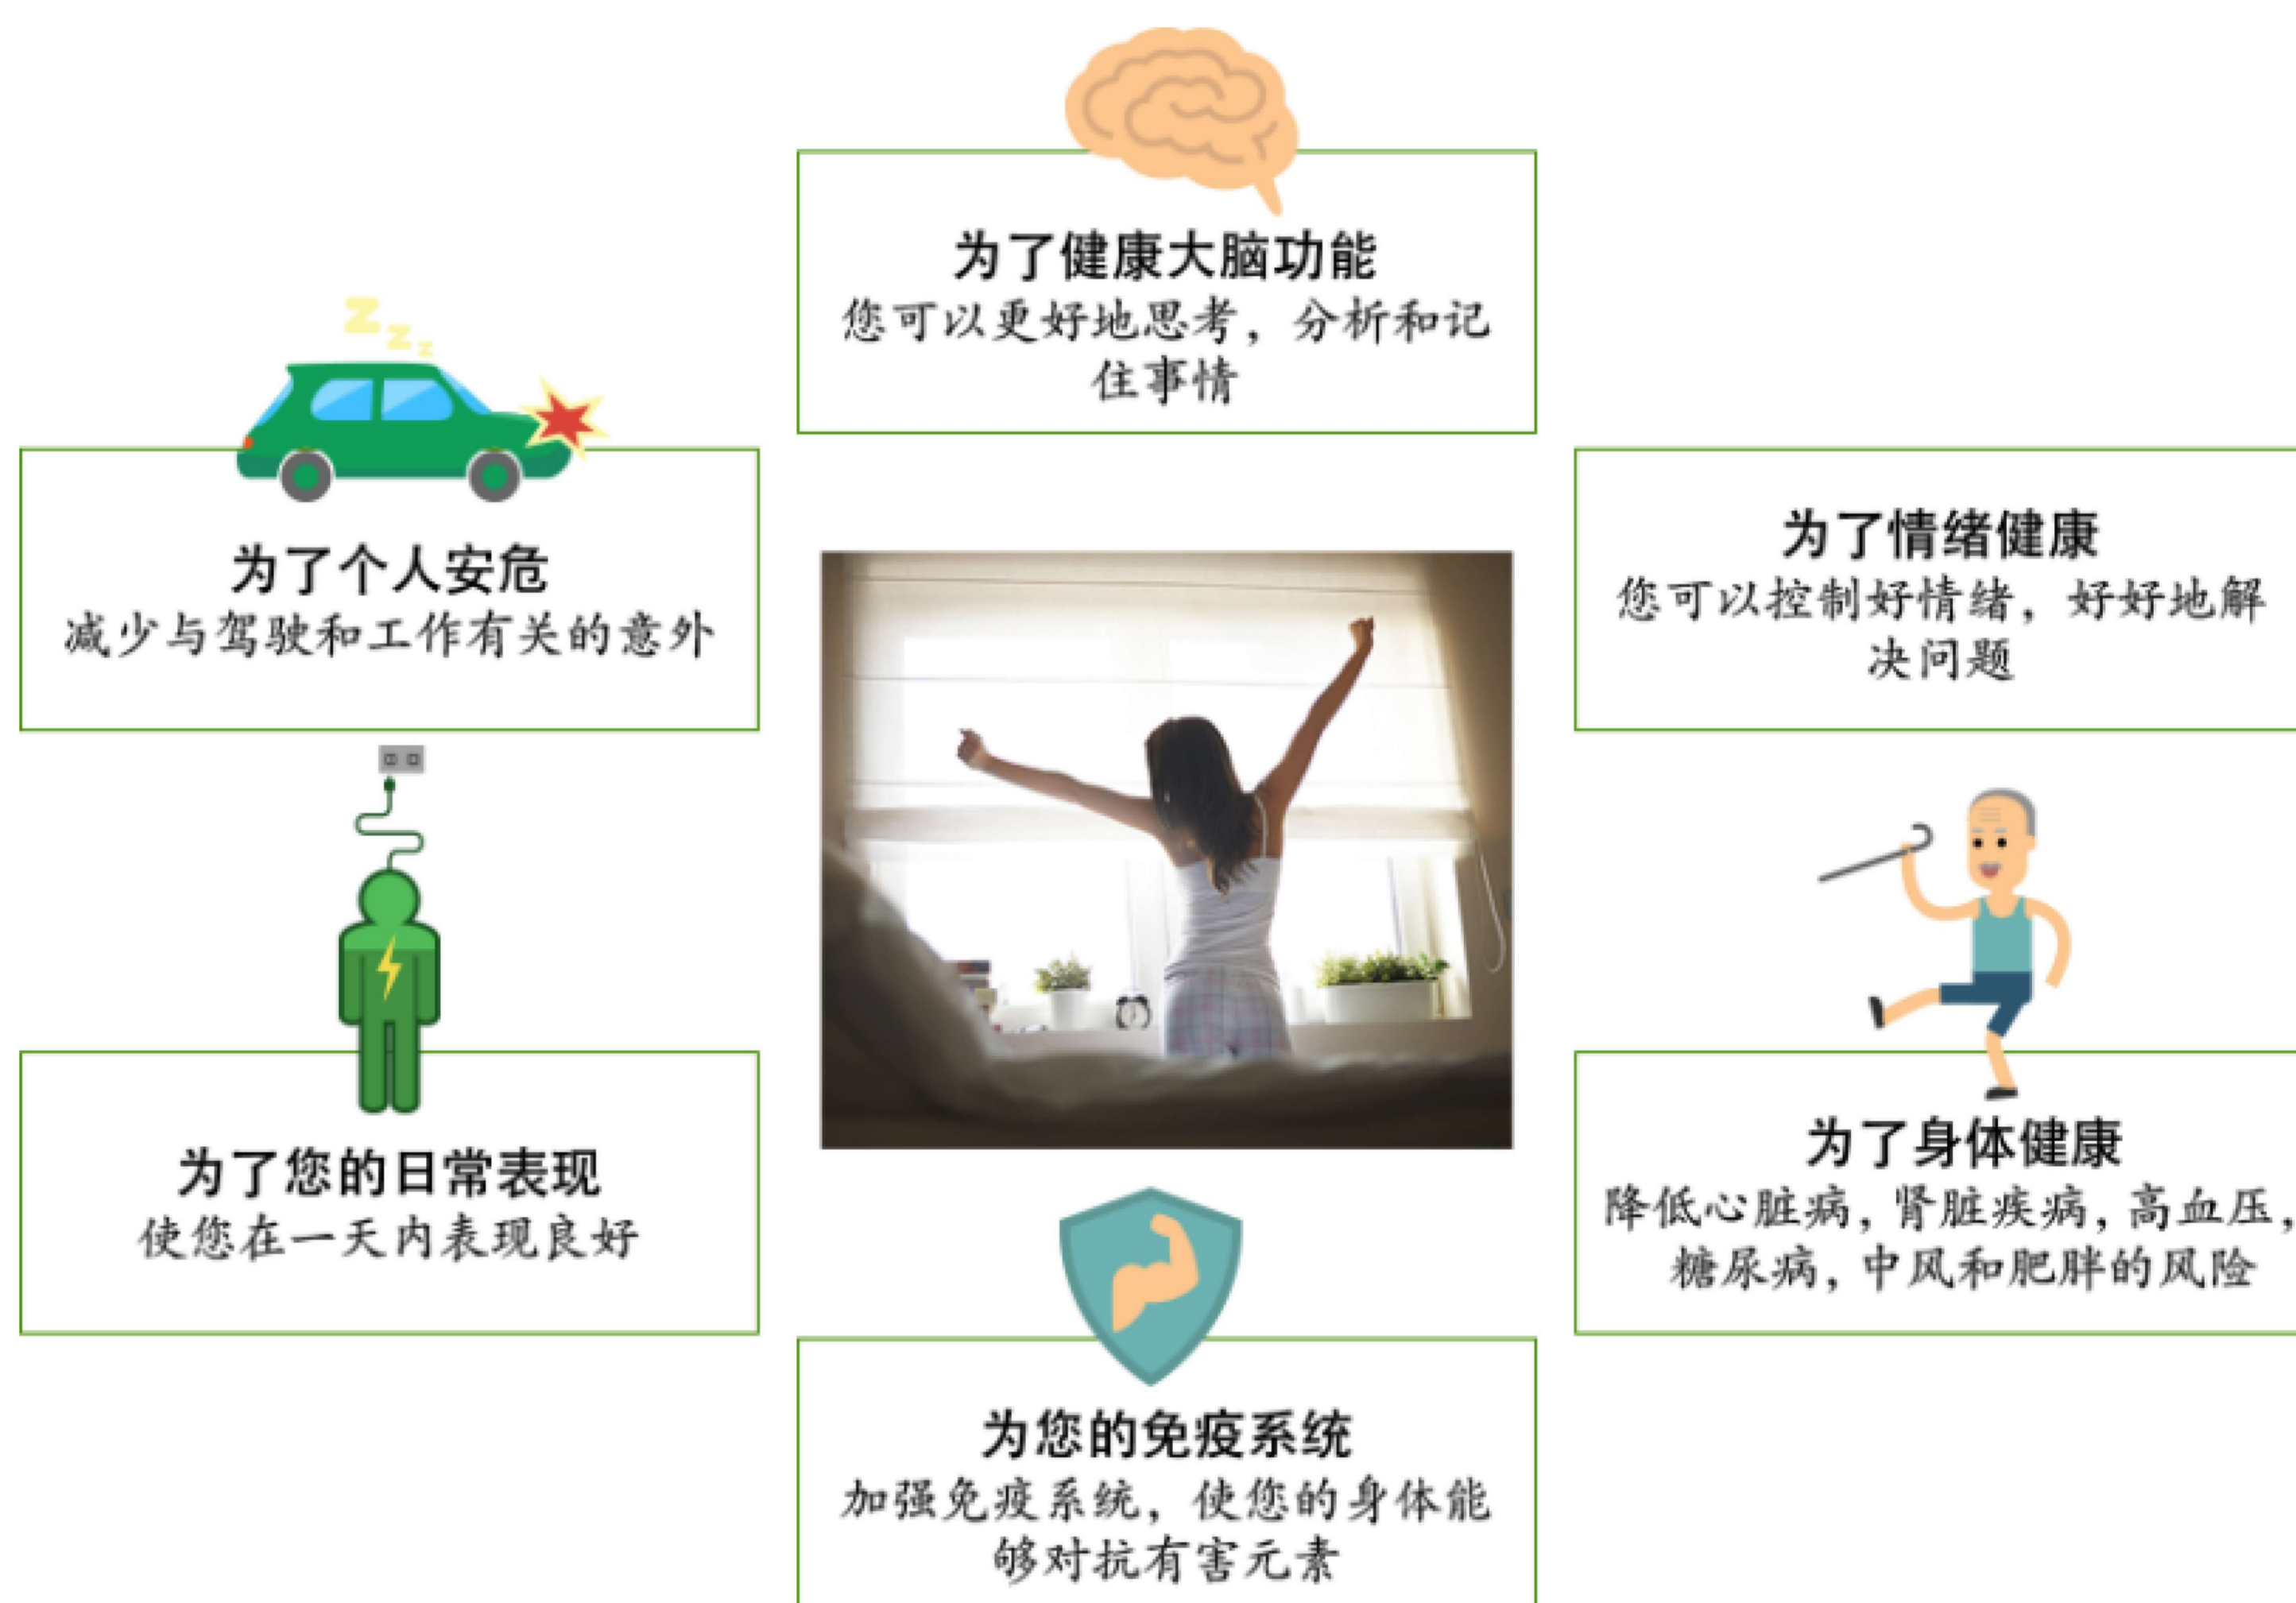 为了健康大脑功能
您可以更好地思考，分析和记
住事情
为了个人安危
减少与驾驶和工作有关的意外
为了情绪健康
您可以控制好情绪，好好地解
决问题
为了您的日常表现
使您在一天内表现良好
为了身体健康
降低心脏病，肾脏疾病，高血压，
糖尿病，中风和肥胖的风险
为您的免疫系统
加强免疫系统，使您的身体能
够对抗有害元素
z z z